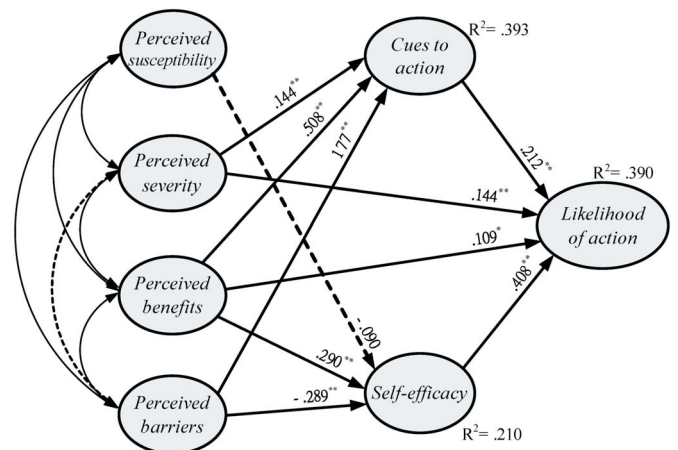 Perceived
susceptibility
Perceived
severity
Perceived
benefits
Perceived
barriers
Cues to
action
R²= .393
Self-efficacy
R²= .210
Likelihood
of action
R²= .390
.144**
.508**
.177**
-.090
.290**
-.289**
.212**
.144**
.109*
.408**